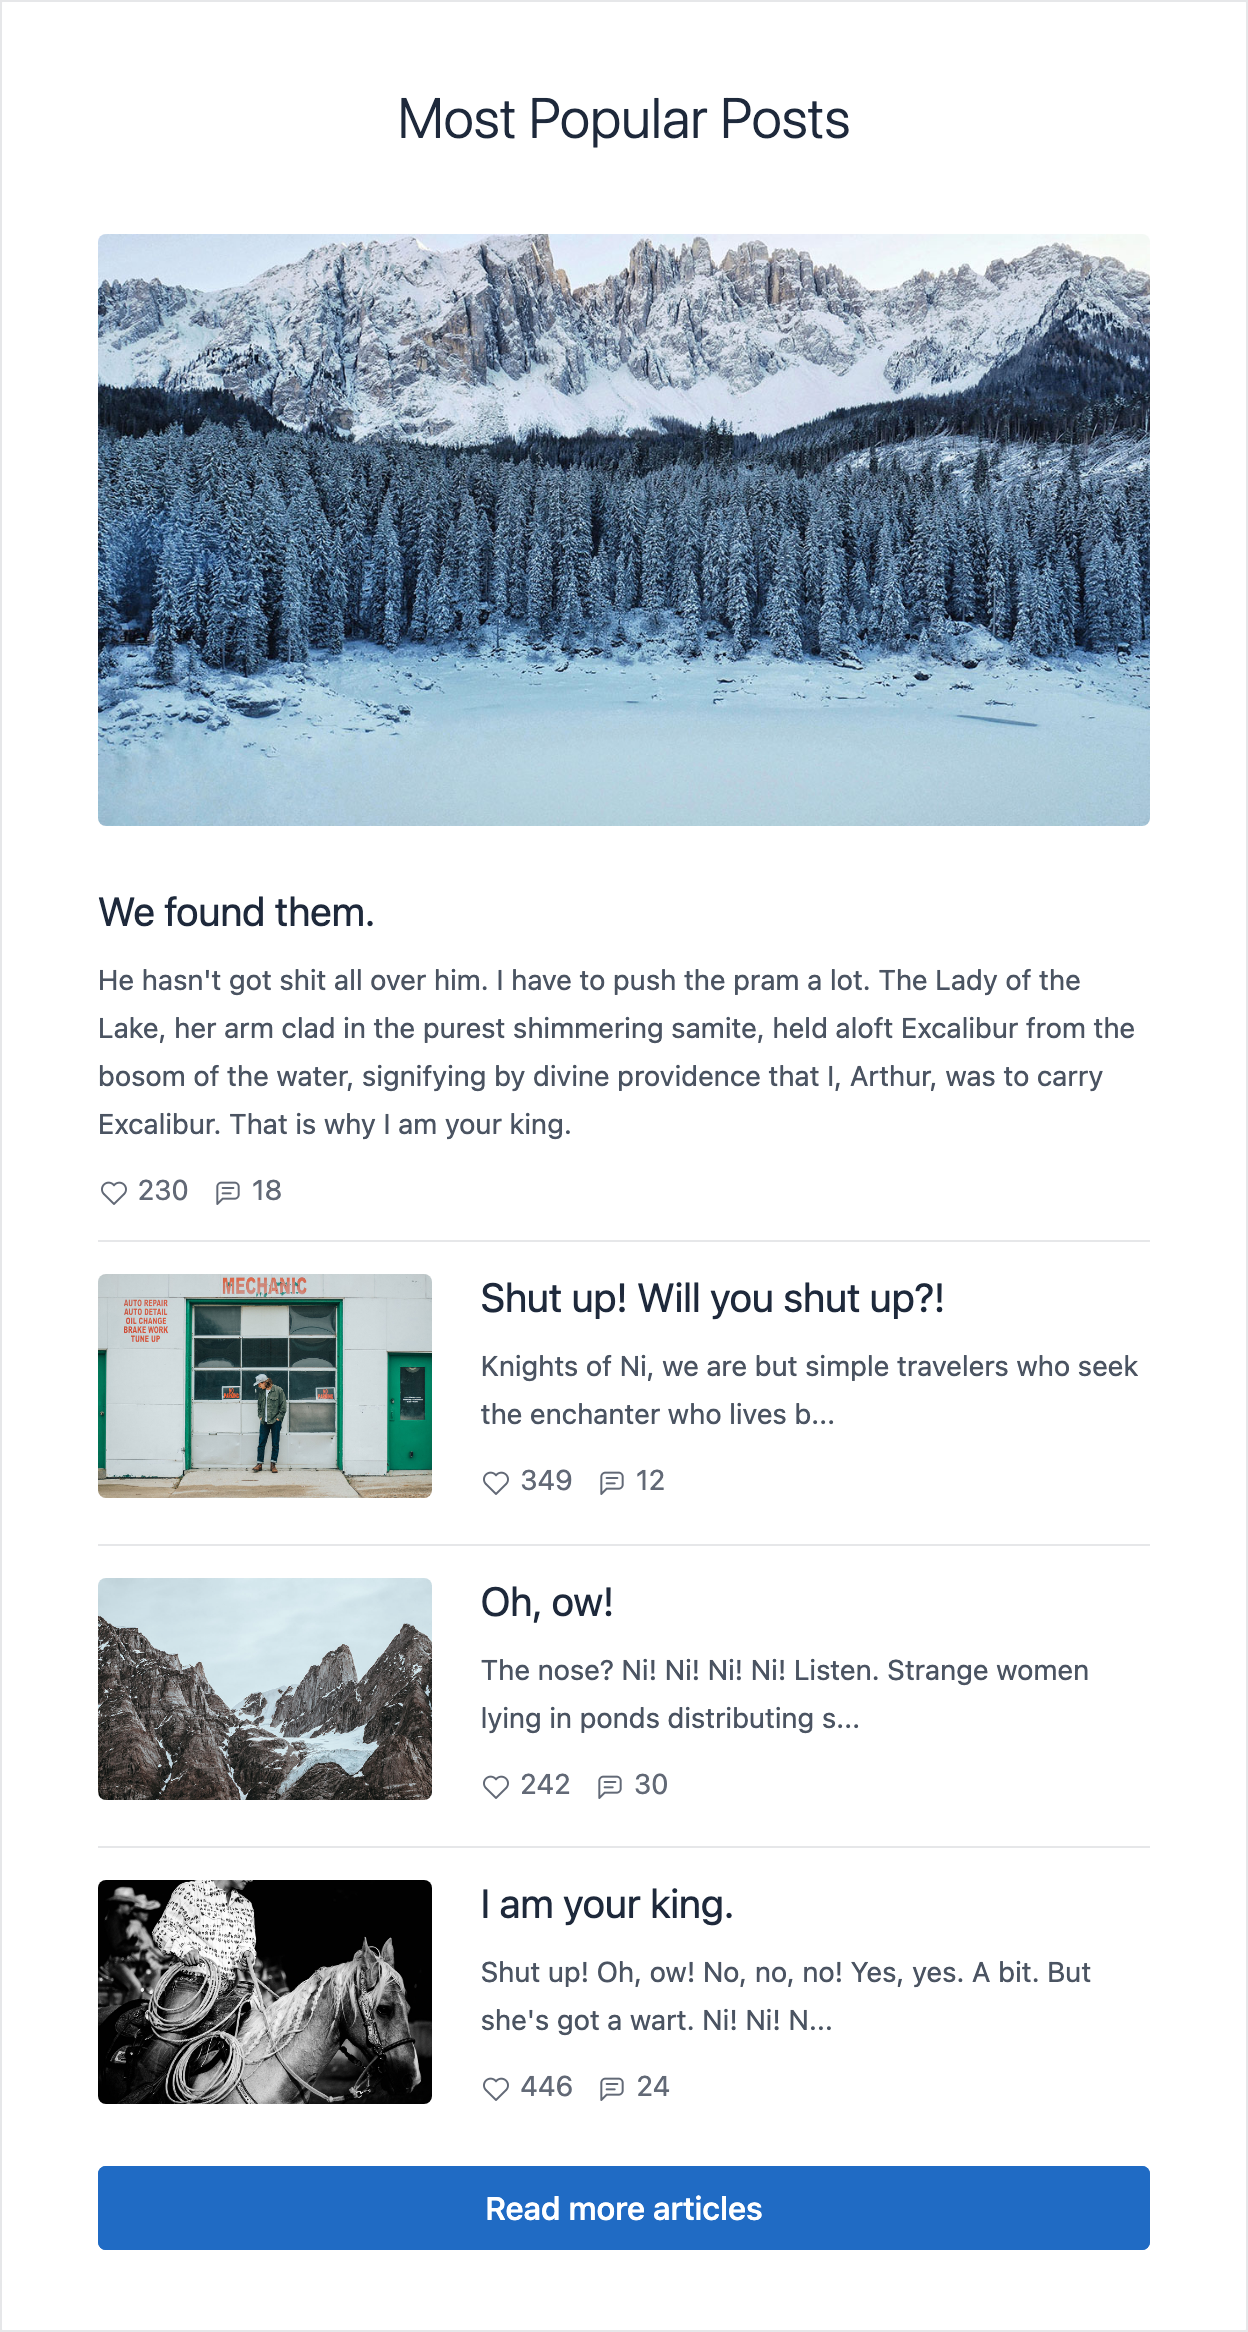 Most Popular Posts
We found them.
He hasn't got shit all over him. I have to push the pram a lot. The Lady of the
Lake, her arm clad in the purest shimmering samite, held aloft Excalibur from the
bosom of the water, signifying by divine providence that I, Arthur, was to carry
Excalibur. That is why I am your king.
230 18
MECHANIC
AUTO REPAIR
AUTO DETAIL
OIL CHANGE
BRAKE WORK
TUNE UP
Shut up! Will you shut up?!
Knights of Ni, we are but simple travelers who seek
the enchanter who lives b...
349 12
Oh, ow!
The nose? Ni! Ni! Ni! Ni! Listen. Strange women
lying in ponds distributing s...
242 30
I am your king.
Shut up! Oh, ow! No, no, no! Yes, yes. A bit. But
she's got a wart. Ni! Ni! N...
446 24
Read more articles